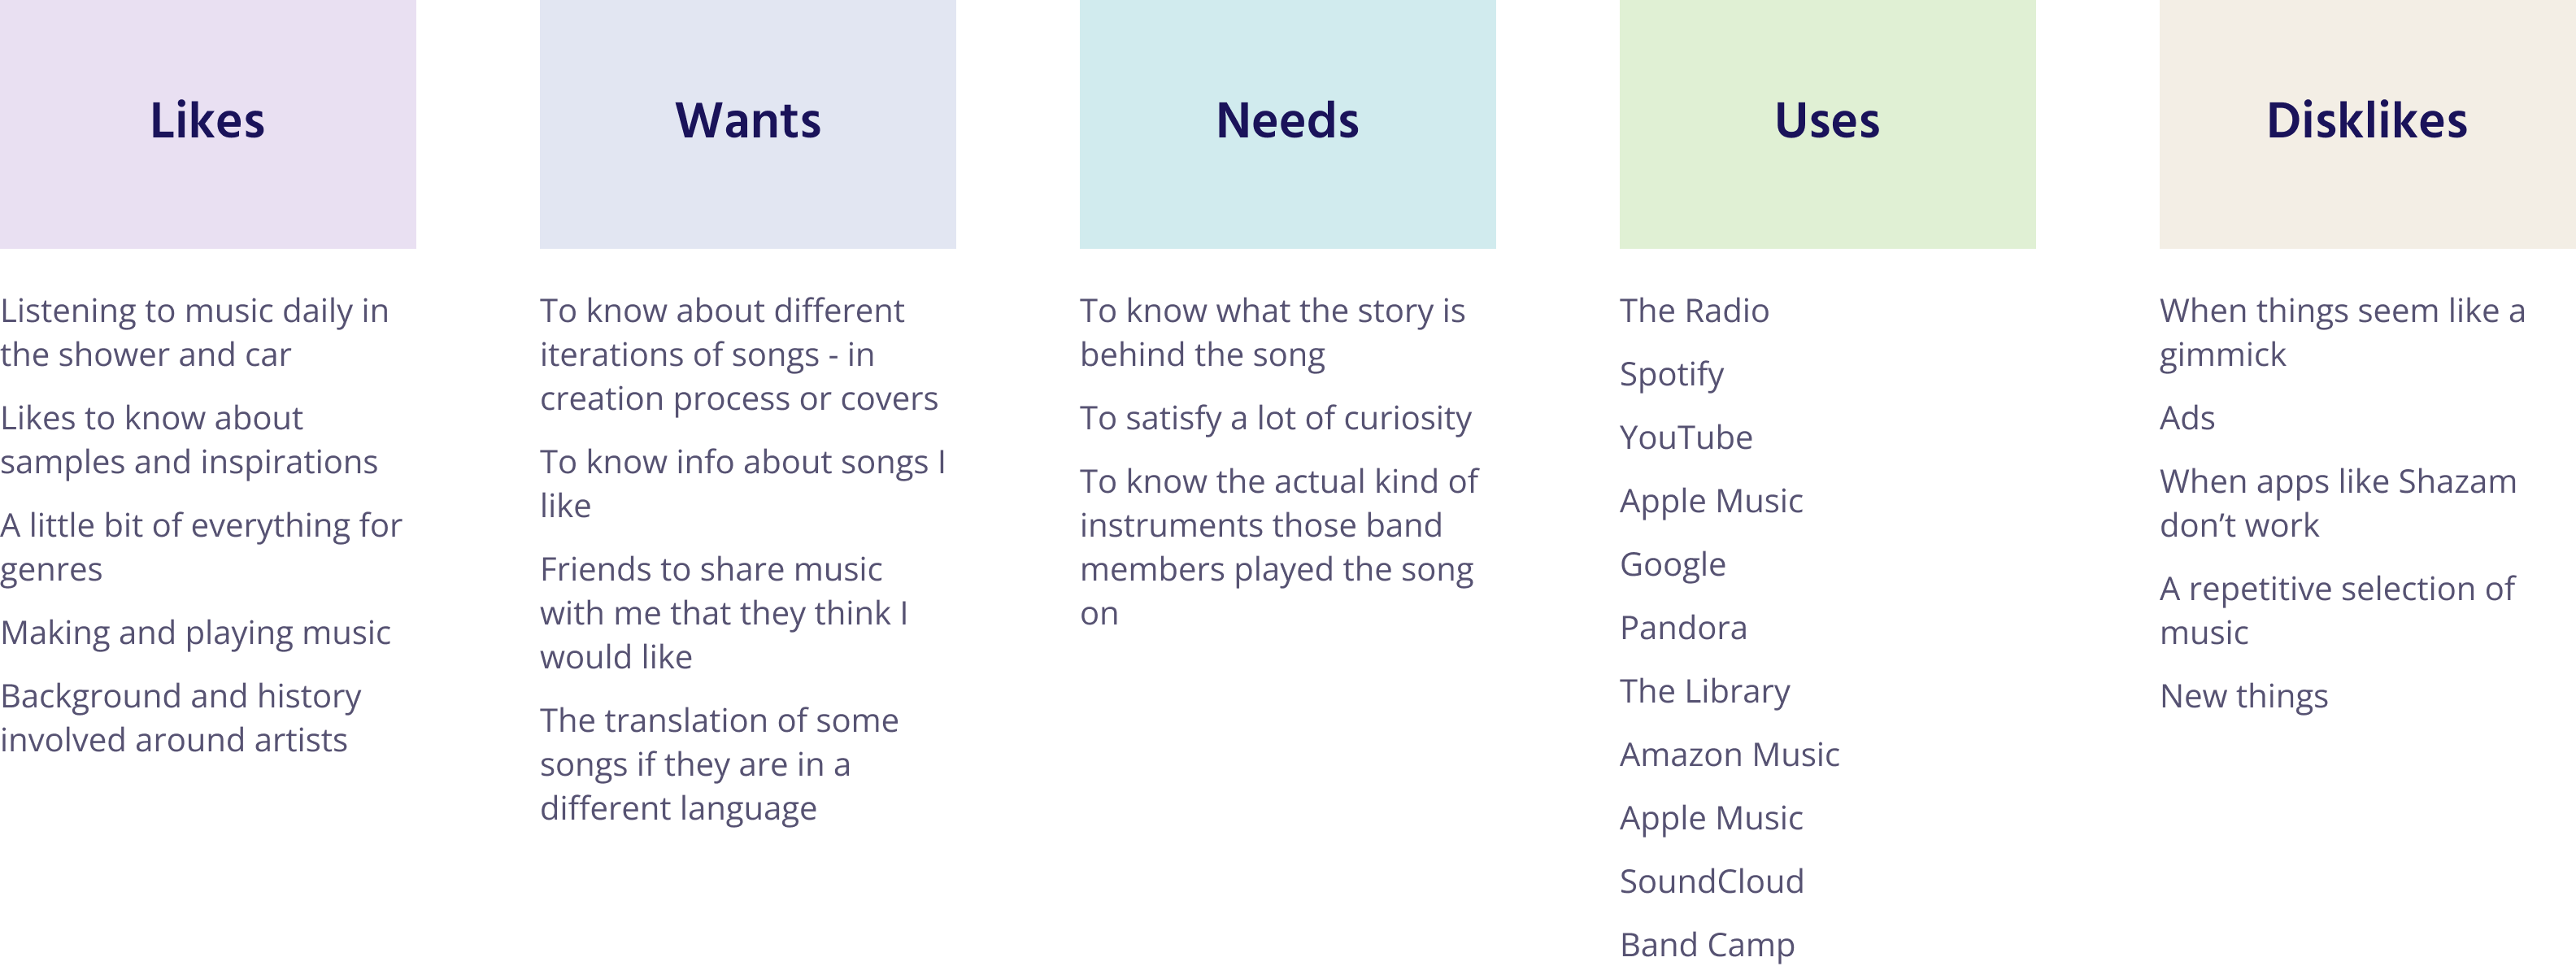 Likes
Listening to music daily in
the shower and car
Likes to know about
samples and inspirations
A little bit of everything for
genres
Making and playing music
Background and history
involved around artists
Wants
To know about different
iterations of songs - in
creation process or covers
To know info about songs I
like
Friends to share music
with me that they think I
would like
The translation of some
songs if they are in a
different language
Needs
To know what the story is
behind the song
To satisfy a lot of curiosity
To know the actual kind of
instruments those band
members played the song
on
Uses
The Radio
Spotify
YouTube
Apple Music
Google
Pandora
The Library
Amazon Music
Apple Music
SoundCloud
Band Camp
Disklikes
When things seem like a
gimmick
Ads
When apps like Shazam
don’t work
A repetitive selection of
music
New things